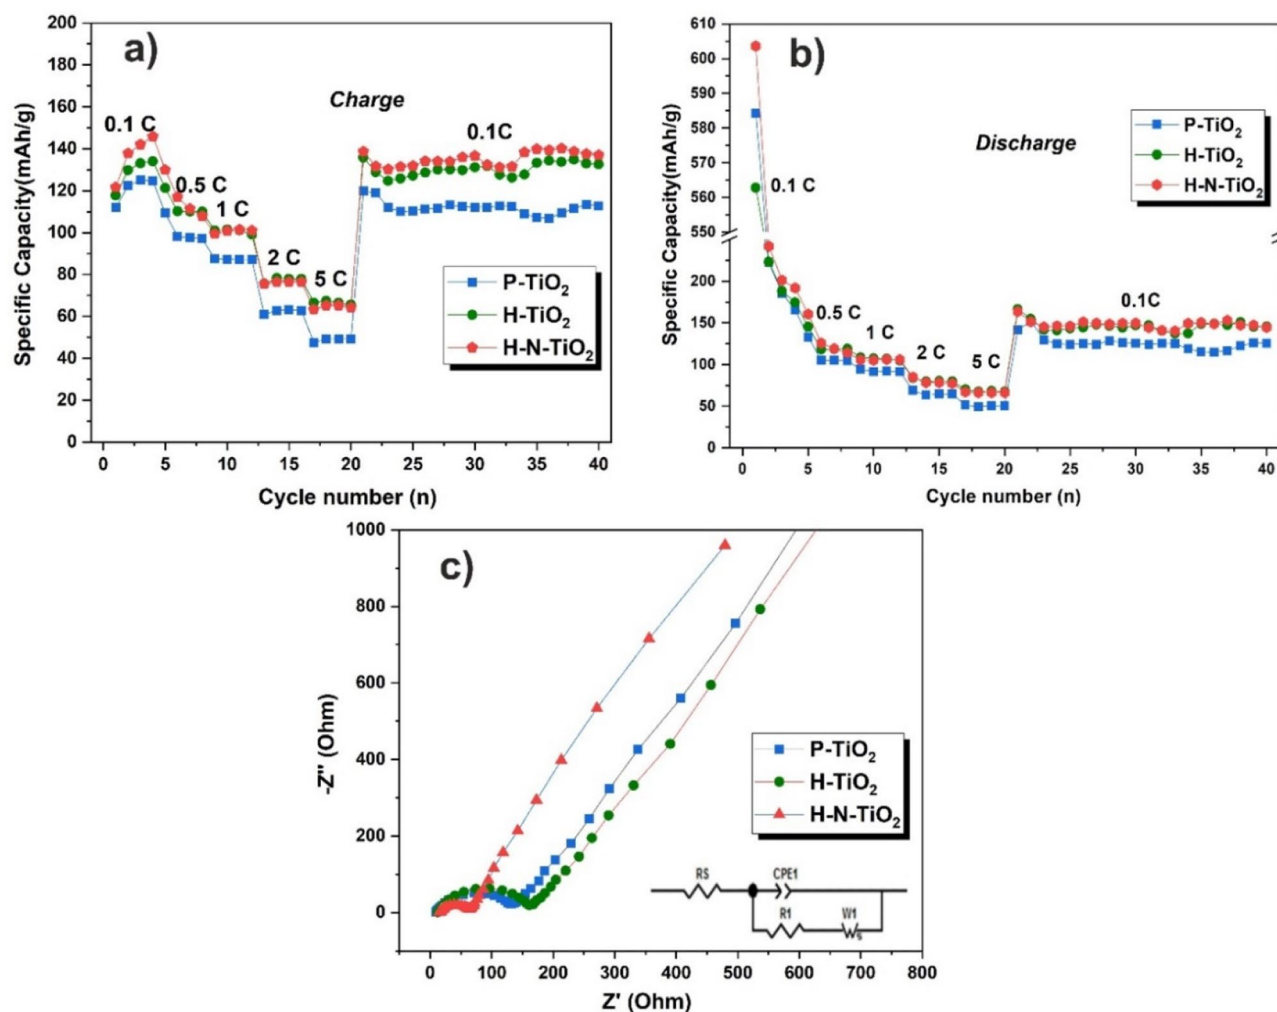 a)
Charge
0.1 C
0.5 C
1 C
2 C
5 C
0.1C
P-TiO₂
H-TiO₂
H-N-TiO₂
200
180
160
140
120
100
80
60
40
20
0
Specific Capacity(mAh/g)
0 5 10 15 20 25 30 35 40
Cycle number (n)
b)
Discharge
0.1 C
0.5 C
1 C
2 C
5 C
0.1C
P-TiO₂
H-TiO₂
H-N-TiO₂
610
600
590
580
570
560
550
200
150
100
50
0
Specific Capacity(mAh/g)
0 5 10 15 20 25 30 35 40
Cycle number (n)
c)
P-TiO₂
H-TiO₂
H-N-TiO₂
RS
CPE1
R1
W1
s
1000
800
600
400
200
0
-Z'' (Ohm)
0 100 200 300 400 500 600 700 800
Z' (Ohm)